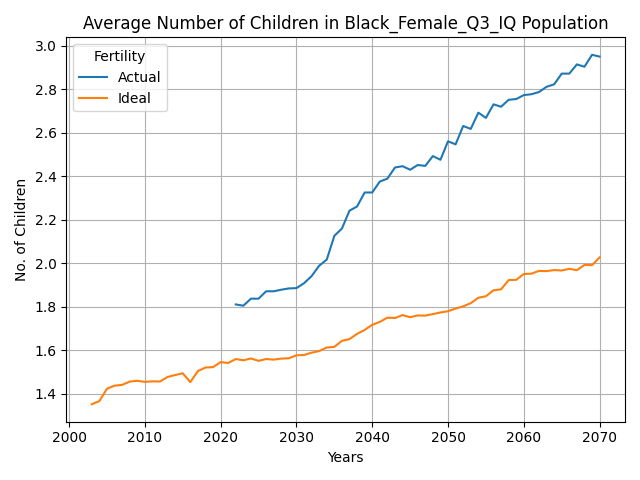 Average Number of Children in Black_Female_Q3_IQ Population
Fertility
Actual
Ideal
No. of Children
3.0
2.8
2.6
2.4
2.2
2.0
1.8
1.6
1.4
2000 2010 2020 2030 2040 2050 2060 2070
Years